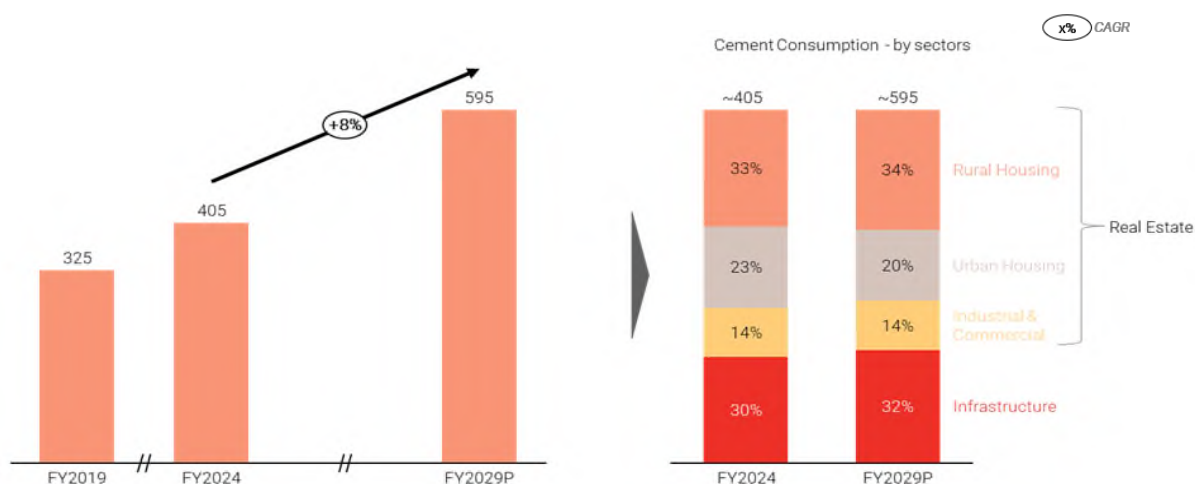 x% CAGR
Cement Consumption - by sectors
+8%
325
405
595
FY2019
FY2024
FY2029P
~405
~595
33%
34%
Rural Housing
23%
20%
Urban Housing
14%
14%
Industrial &
Commercial
30%
32%
Infrastructure
Real Estate
FY2024
FY2029P